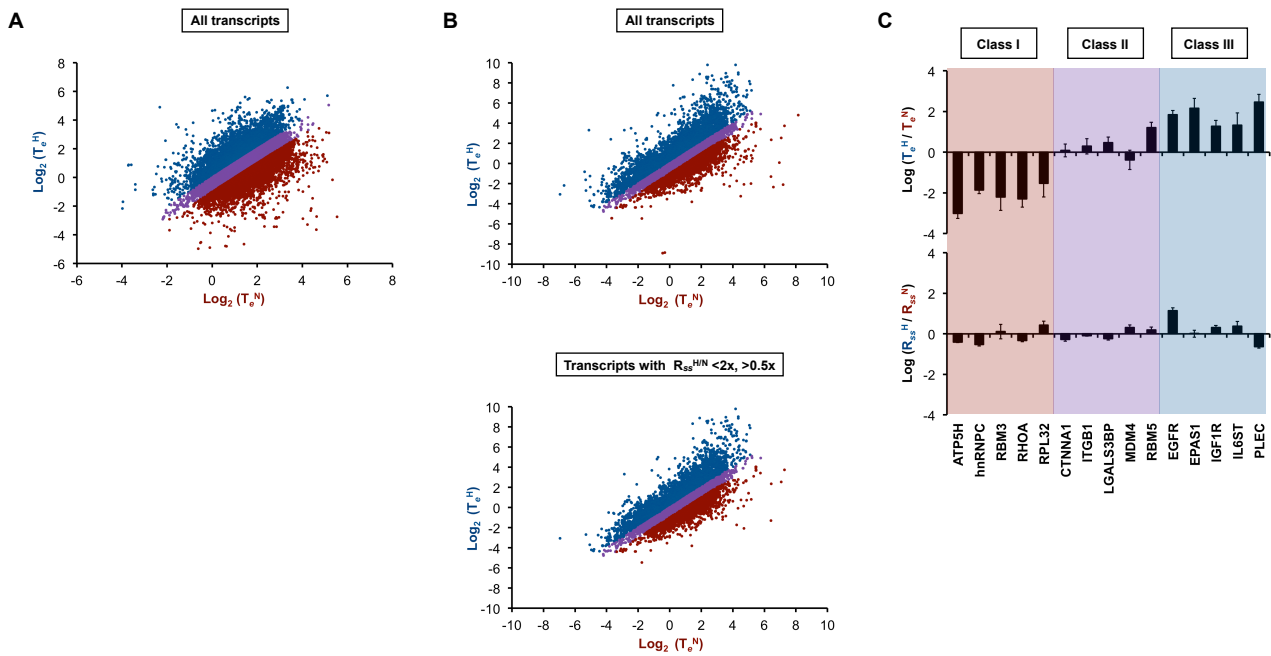 A
All transcripts
8
6
4
2
0
-2
-4
-6
-6 -4 -2 0 2 4 6 8
Log2 (TeH)
Log2 (TeN)
B
All transcripts
10
8
6
4
2
0
-2
-4
-6
-8
-10
-10 -8 -6 -4 -2 0 2 4 6 8 10
Log2 (TeH)
Log2 (TeN)
Transcripts with RssH/N <2x, >0.5x
10
8
6
4
2
0
-2
-4
-6
-8
-10
-10 -8 -6 -4 -2 0 2 4 6 8 10
Log2 (TeH)
Log2 (TeN)
C
Class I Class II Class III
4
2
0
-2
-4
Log (TeH / TeN)
4
2
0
-2
-4
Log (RssH / RssN)
ATP5H
hnRNPC
RBM3
RHOA
RPL32
CTNNA1
ITGB1
LGALS3BP
MDM4
RBM5
EGFR
EPAS1
IGF1R
IL6ST
PLEC